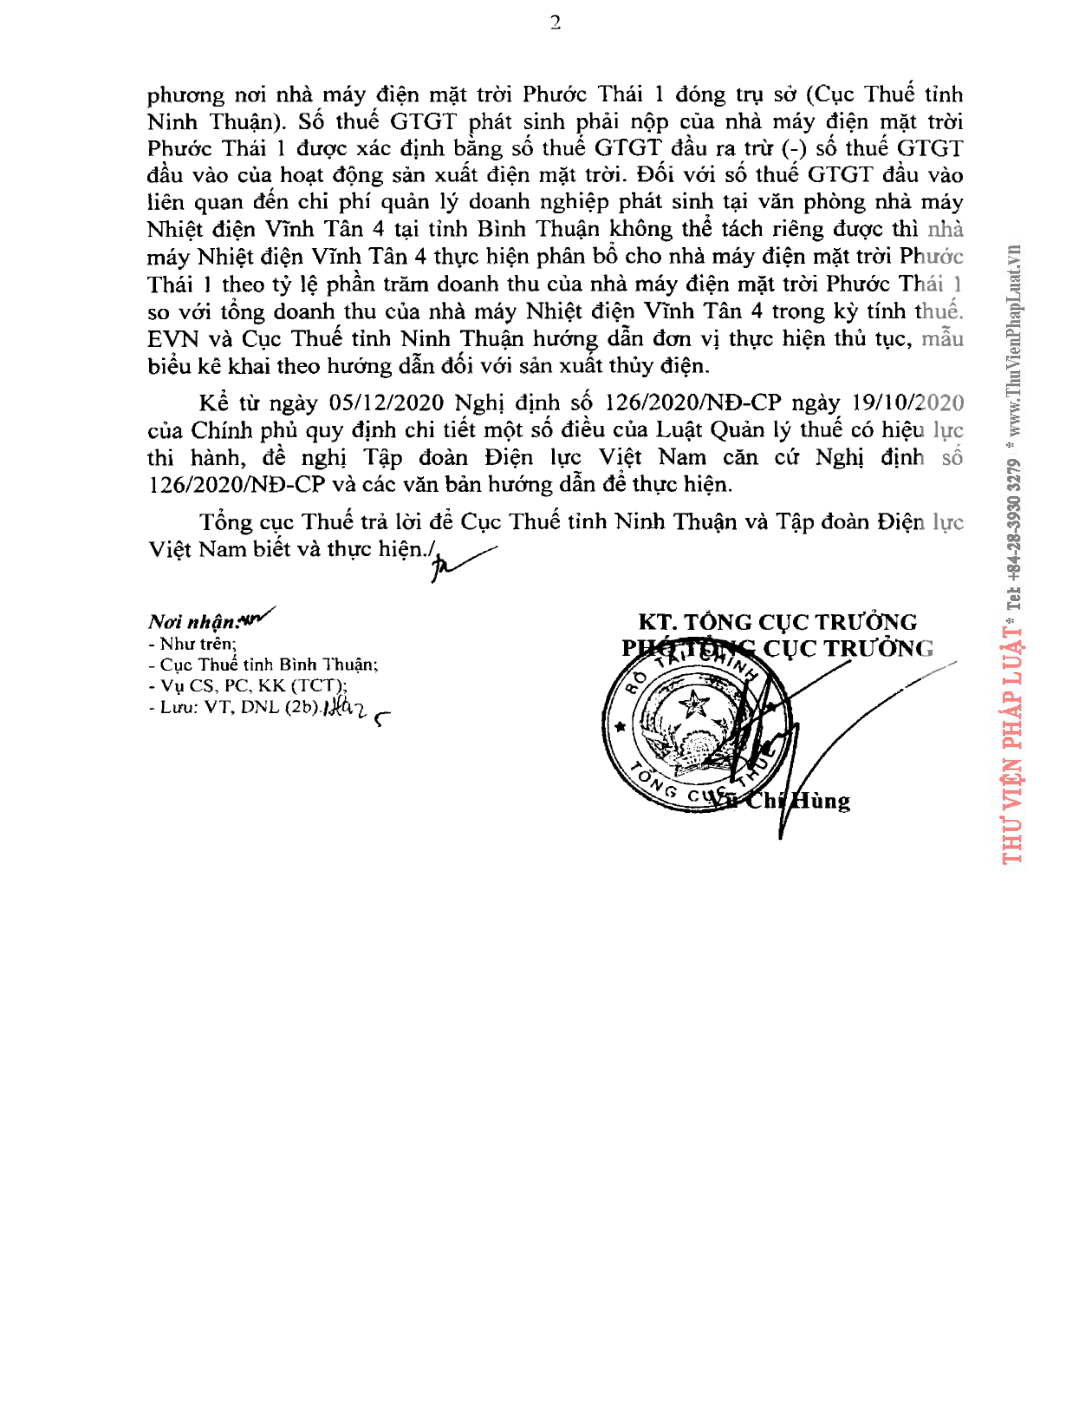 2
phương nơi nhà máy điện mặt trời Phước Thái 1 đóng trụ sở (Cục Thuế tỉnh
Ninh Thuận). Số thuế GTGT phát sinh phải nộp của nhà máy điện mặt trời
Phước Thái 1 được xác định bằng số thuế GTGT đầu ra trừ (-) số thuế GTGT
đầu vào của hoạt động sản xuất điện mặt trời. Đối với số thuế GTGT đầu vào
liên quan đến chi phí quản lý doanh nghiệp phát sinh tại văn phòng nhà máy
Nhiệt điện Vĩnh Tân 4 tại tỉnh Bình Thuận không thể tách riêng được thì nhà
máy Nhiệt điện Vĩnh Tân 4 thực hiện phân bổ cho nhà máy điện mặt trời Phước
Thái 1 theo tỷ lệ phần trăm doanh thu của nhà máy điện mặt trời Phước Thái 1
so với tổng doanh thu của nhà máy Nhiệt điện Vĩnh Tân 4 trong kỳ tính thuế.
EVN và Cục Thuế tỉnh Ninh Thuận hướng dẫn đơn vị thực hiện thủ tục, mẫu
biểu kê khai theo hướng dẫn đối với sản xuất thủy điện.
Kể từ ngày 05/12/2020 Nghị định số 126/2020/NĐ-CP ngày 19/10/2020
của Chính phủ quy định chi tiết một số điều của Luật Quản lý thuế có hiệu lực
thi hành, đề nghị Tập đoàn Điện lực Việt Nam căn cứ Nghị định số
126/2020/NĐ-CP và các văn bản hướng dẫn để thực hiện.
Tổng cục Thuế trả lời để Cục Thuế tỉnh Ninh Thuận và Tập đoàn Điện lực
Việt Nam biết và thực hiện./.
Nơi nhận:
- Như trên;
- Cục Thuế tỉnh Bình Thuận;
- Vụ CS, PC, KK (TCT);
- Lưu: VT, DNL (2b).
KT. TỔNG CỤC TRƯỞNG
PHÓ TỔNG CỤC TRƯỞNG
BỘ TÀI CHÍNH
TỔNG CỤC THUẾ
Vũ Chí Hùng
THƯ VIỆN PHÁP LUẬT * Tel: +84-28-3930 3279 * www.ThuVienPhapLuat.vn